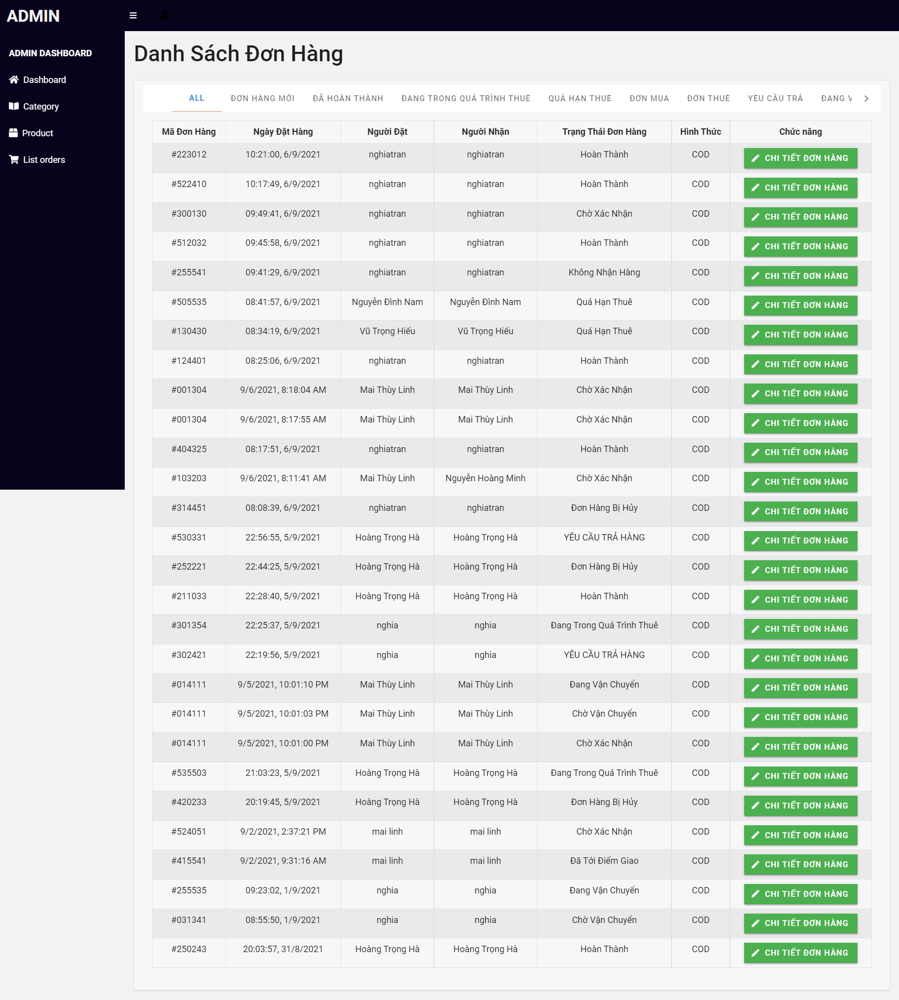 ADMIN
ADMIN DASHBOARD
Dashboard
Category
Product
List orders
Danh Sách Đơn Hàng
ALL ĐƠN HÀNG MỚI ĐÃ HOÀN THÀNH ĐANG TRONG QUÁ TRÌNH THUÊ QUÁ HẠN THUÊ ĐƠN MUA ĐƠN THUÊ YÊU CẦU TRẢ ĐANG V
Mã Đơn Hàng Ngày Đặt Hàng Người Đặt Người Nhận Trạng Thái Đơn Hàng Hình Thức Chức năng
#223012 10:21:00, 6/9/2021 nghiatran nghiatran Hoàn Thành COD CHI TIẾT ĐƠN HÀNG
#522410 10:17:49, 6/9/2021 nghiatran nghiatran Hoàn Thành COD CHI TIẾT ĐƠN HÀNG
#300130 09:49:41, 6/9/2021 nghiatran nghiatran Chờ Xác Nhận COD CHI TIẾT ĐƠN HÀNG
#512032 09:45:58, 6/9/2021 nghiatran nghiatran Hoàn Thành COD CHI TIẾT ĐƠN HÀNG
#255541 09:41:29, 6/9/2021 nghiatran nghiatran Không Nhận Hàng COD CHI TIẾT ĐƠN HÀNG
#505535 08:41:57, 6/9/2021 Nguyễn Đình Nam Nguyễn Đình Nam Quá Hạn Thuê COD CHI TIẾT ĐƠN HÀNG
#130430 08:34:19, 6/9/2021 Vũ Trọng Hiếu Vũ Trọng Hiếu Quá Hạn Thuê COD CHI TIẾT ĐƠN HÀNG
#124401 08:25:06, 6/9/2021 nghiatran nghiatran Hoàn Thành COD CHI TIẾT ĐƠN HÀNG
#001304 9/6/2021, 8:18:04 AM Mai Thùy Linh Mai Thùy Linh Chờ Xác Nhận COD CHI TIẾT ĐƠN HÀNG
#001304 9/6/2021, 8:17:55 AM Mai Thùy Linh Mai Thùy Linh Chờ Xác Nhận COD CHI TIẾT ĐƠN HÀNG
#404325 08:17:51, 6/9/2021 nghiatran nghiatran Hoàn Thành COD CHI TIẾT ĐƠN HÀNG
#103203 9/6/2021, 8:11:41 AM Mai Thùy Linh Nguyễn Hoàng Minh Chờ Xác Nhận COD CHI TIẾT ĐƠN HÀNG
#314451 08:08:39, 6/9/2021 nghiatran nghiatran Đơn Hàng Bị Hủy COD CHI TIẾT ĐƠN HÀNG
#530331 22:56:55, 5/9/2021 Hoàng Trọng Hà Hoàng Trọng Hà YÊU CẦU TRẢ HÀNG COD CHI TIẾT ĐƠN HÀNG
#252221 22:44:25, 5/9/2021 Hoàng Trọng Hà Hoàng Trọng Hà Đơn Hàng Bị Hủy COD CHI TIẾT ĐƠN HÀNG
#211033 22:28:40, 5/9/2021 Hoàng Trọng Hà Hoàng Trọng Hà Hoàn Thành COD CHI TIẾT ĐƠN HÀNG
#301354 22:25:37, 5/9/2021 nghia nghia Đang Trong Quá Trình Thuê COD CHI TIẾT ĐƠN HÀNG
#302421 22:19:56, 5/9/2021 nghia nghia YÊU CẦU TRẢ HÀNG COD CHI TIẾT ĐƠN HÀNG
#014111 9/5/2021, 10:01:10 PM Mai Thùy Linh Mai Thùy Linh Đang Vận Chuyển COD CHI TIẾT ĐƠN HÀNG
#014111 9/5/2021, 10:01:03 PM Mai Thùy Linh Mai Thùy Linh Chờ Vận Chuyển COD CHI TIẾT ĐƠN HÀNG
#014111 9/5/2021, 10:01:00 PM Mai Thùy Linh Mai Thùy Linh Chờ Xác Nhận COD CHI TIẾT ĐƠN HÀNG
#535503 21:03:23, 5/9/2021 Hoàng Trọng Hà Hoàng Trọng Hà Đang Trong Quá Trình Thuê COD CHI TIẾT ĐƠN HÀNG
#420233 20:19:45, 5/9/2021 Hoàng Trọng Hà Hoàng Trọng Hà Đơn Hàng Bị Hủy COD CHI TIẾT ĐƠN HÀNG
#524051 9/2/2021, 2:37:21 PM mai linh mai linh Chờ Xác Nhận COD CHI TIẾT ĐƠN HÀNG
#415541 9/2/2021, 9:31:16 AM mai linh mai linh Đã Tới Điểm Giao COD CHI TIẾT ĐƠN HÀNG
#255535 09:23:02, 1/9/2021 nghia nghia Đang Vận Chuyển COD CHI TIẾT ĐƠN HÀNG
#031341 08:55:50, 1/9/2021 nghia nghia Chờ Vận Chuyển COD CHI TIẾT ĐƠN HÀNG
#250243 20:03:57, 31/8/2021 Hoàng Trọng Hà Hoàng Trọng Hà Hoàn Thành COD CHI TIẾT ĐƠN HÀNG